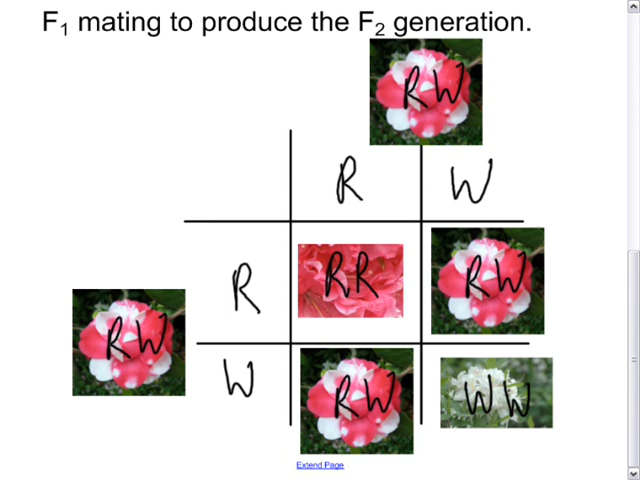 F₁ mating to produce the F₂ generation.
RW
R W
R RR RW
RW
W RW WW
Extend Page